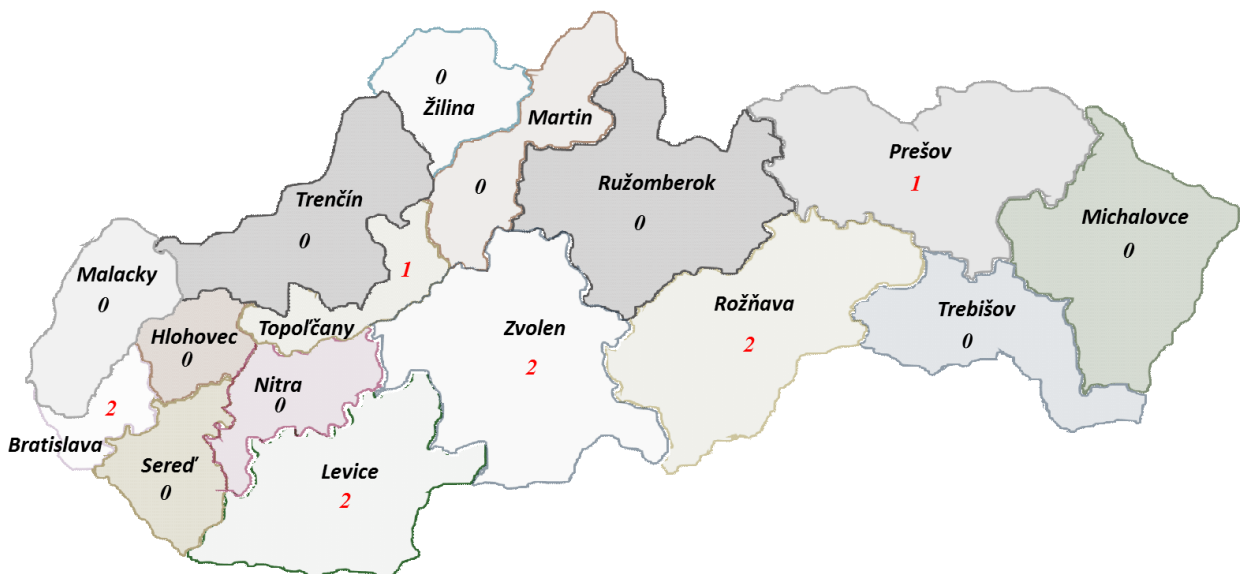 0
Žilina
Martin
0
Trenčín
0
Ružomberok
0
Prešov
1
Michalovce
0
Malacky
0
1
Topoľčany
Hlohovec
0
Rožňava
2
Trebišov
0
Zvolen
2
Nitra
0
2
Bratislava
Sereď
0
Levice
2